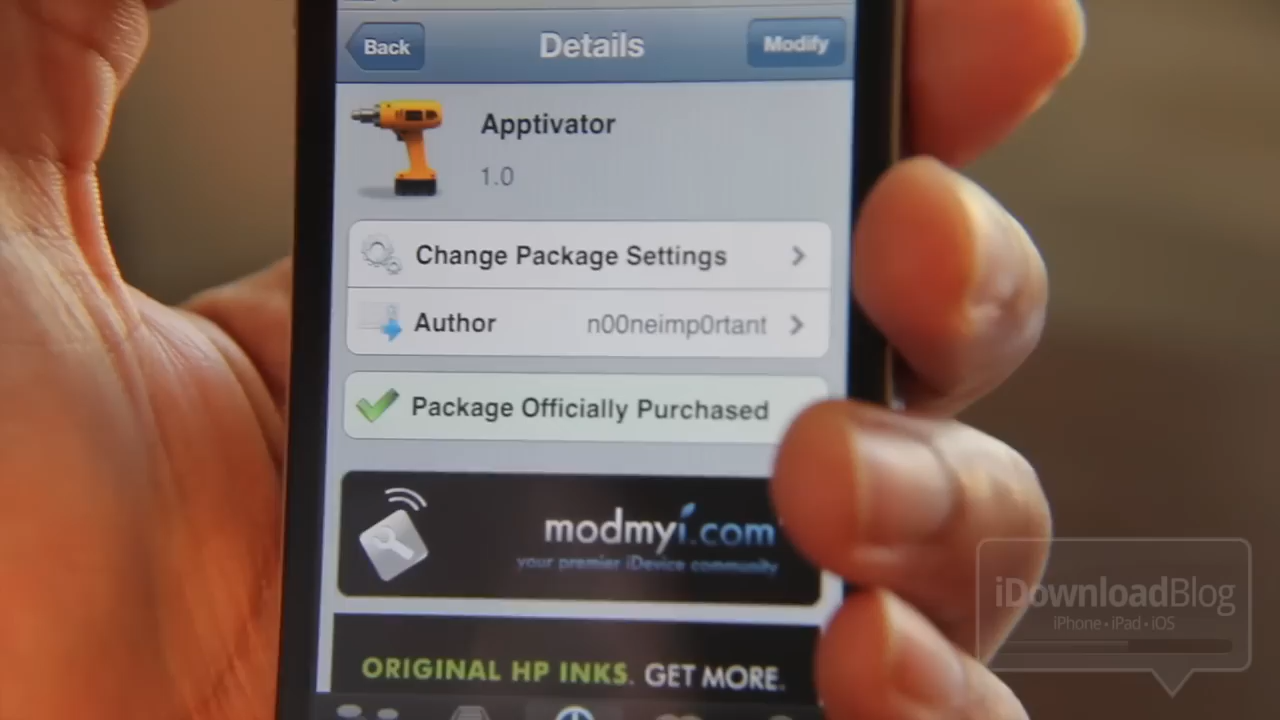 Back
Details
Modify
Apptivator
1.0
Change Package Settings
Author
n00neimp0rtant
Package Officially Purchased
modmyi.com
your premier iDevice community
ORIGINAL HP INKS. GET MORE.
iDownloadBlog
iPhone • iPad • iOS